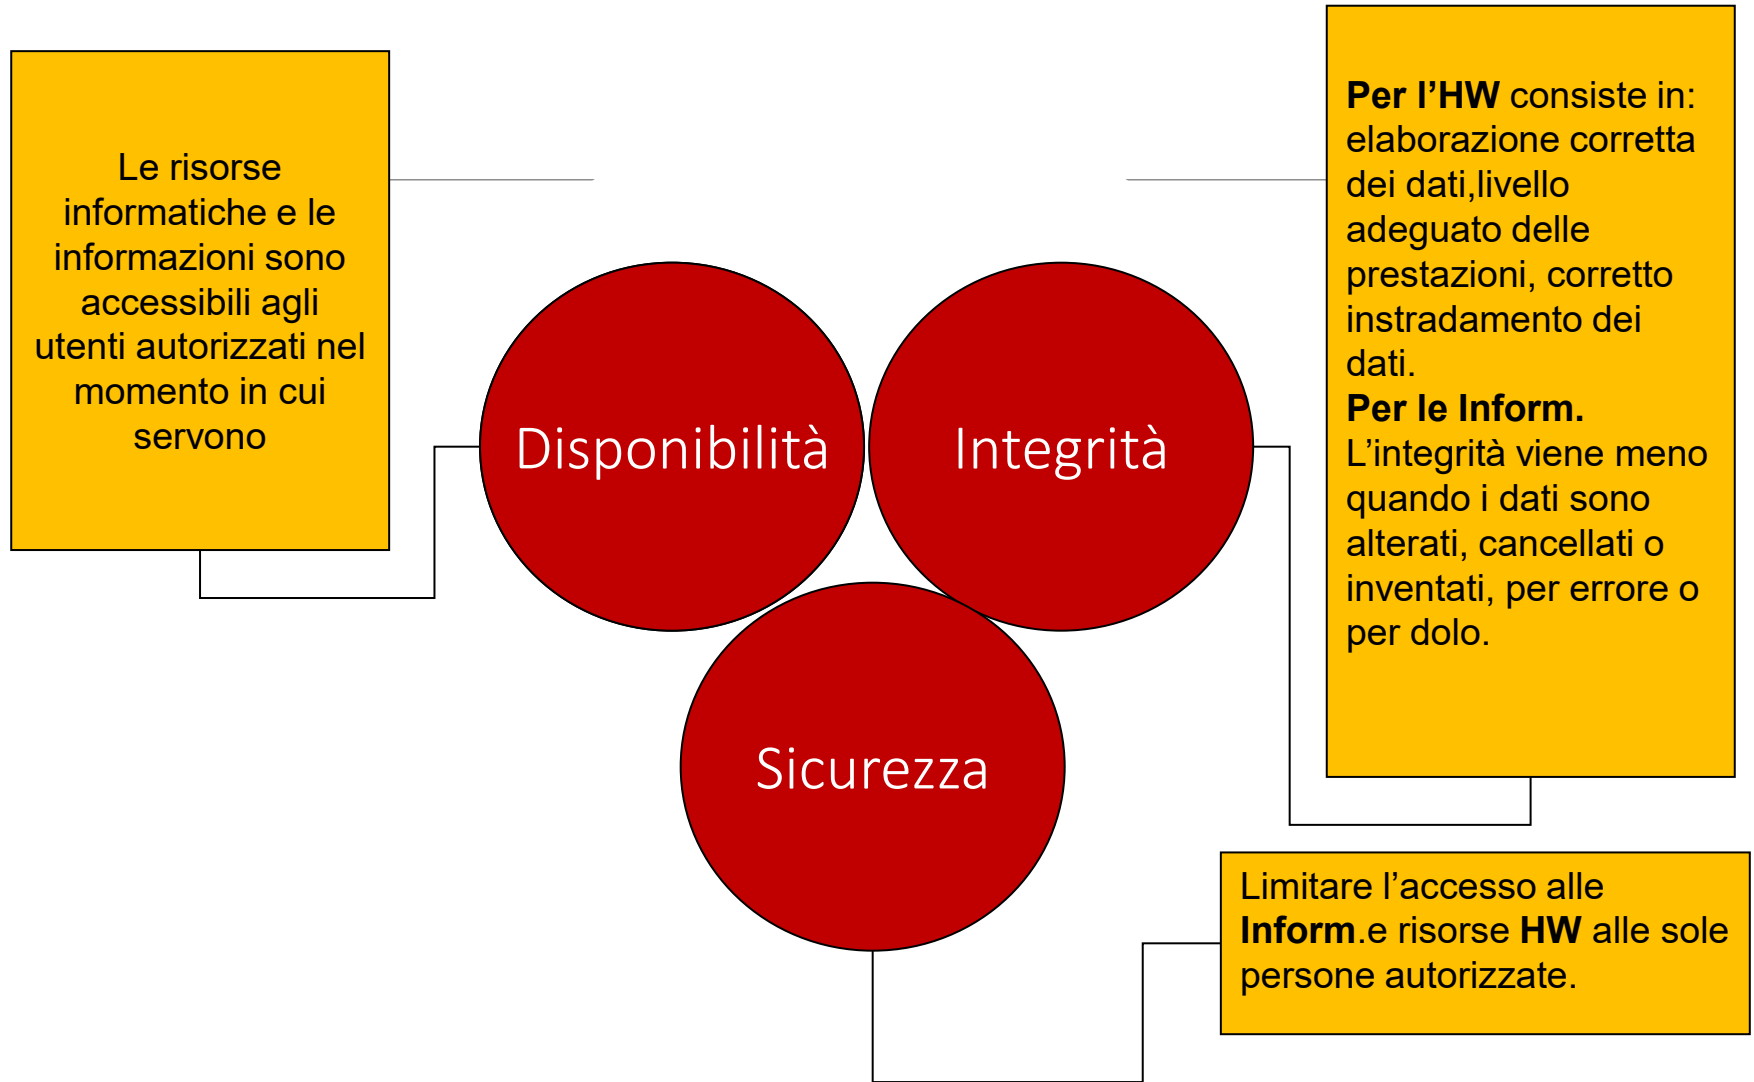 Le risorse
informatiche e le
informazioni sono
accessibili agli
utenti autorizzati nel
momento in cui
servono
Disponibilità
Integrità
Sicurezza
Per l’HW consiste in:
elaborazione corretta
dei dati,livello
adeguato delle
prestazioni, corretto
instradamento dei
dati.
Per le Inform.
L’integrità viene meno
quando i dati sono
alterati, cancellati o
inventati, per errore o
per dolo.
Limitare l’accesso alle
Inform.e risorse HW alle sole
persone autorizzate.